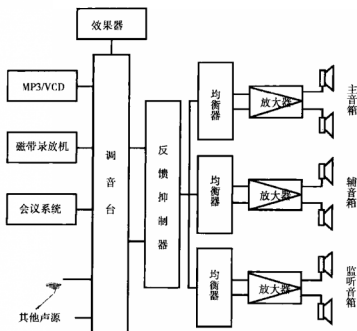 效果器
MP3/VCD
磁带录放机
会议系统
其他声源
调音台
反馈抑制器
均衡器
放大器
主音箱
均衡器
放大器
辅音箱
均衡器
放大器
监听音箱